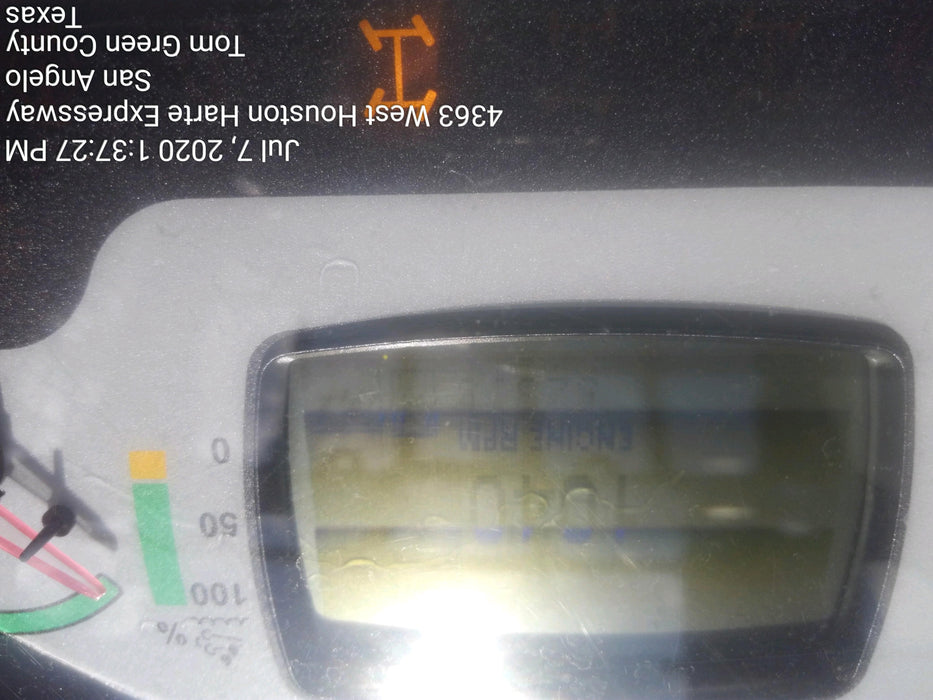 %
100
50
0
ENGINE RPM
Jul 7, 2020 1:37:27 PM
4363 West Houston Harte Expressway
San Angelo
Tom Green County
Texas